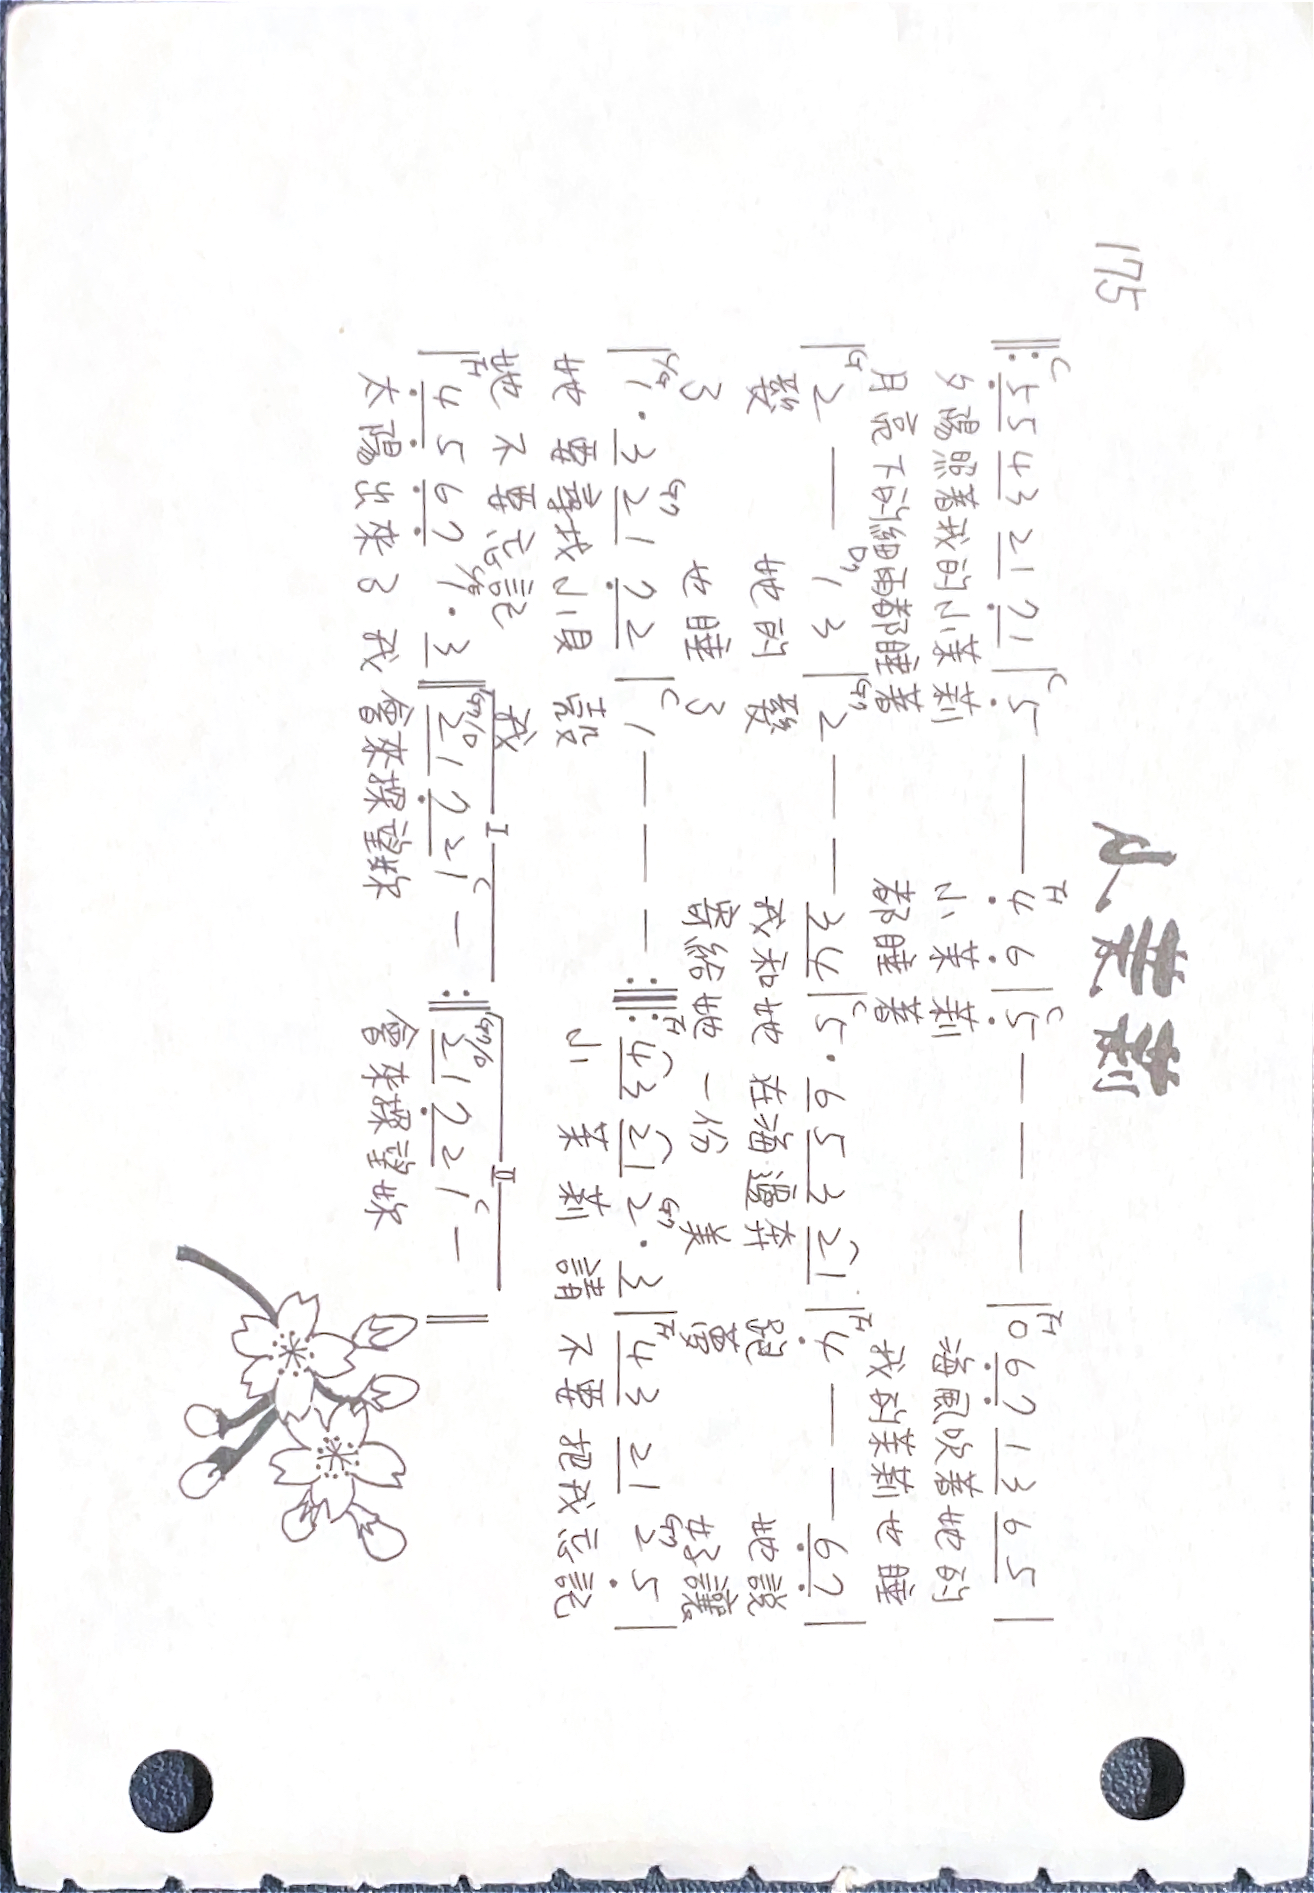 175
小茉莉
C C F C F
5 5 4 3 2 1 7 1 | 5 — 4 6 | 5 — — — | 0 6 7 1 3 6 5 |
夕陽照著我的小茉莉 小茉莉 海風吹著她的
月亮下的細雨都睡著 都睡著 我的茉莉也睡
G D7 G7 C F
2 — 1 3 | 2 — — 3 4 | 5 · 6 5 3 2 1 | 4 — — 6 7 |
髮 她的髮 我和她在海邊奔跑 她說
了 也睡了 寄給她一份美夢 好讓
C/G G7 C F G7 F G7
1 · 3 2 1 7 2 | 1 — — — :||: 4 3 2 1 2 · 3 | 4 3 2 1 2 5 |
她要尋找小貝殼 小茉莉請不要把我忘記
她不要忘記我
I II
F G7/D C G7/D C
4 5 6 7 1 · 3 || 2 1 7 2 1 — :|| 2 1 7 2 1 — ||
太陽出來了我會來探望妳 會來探望妳